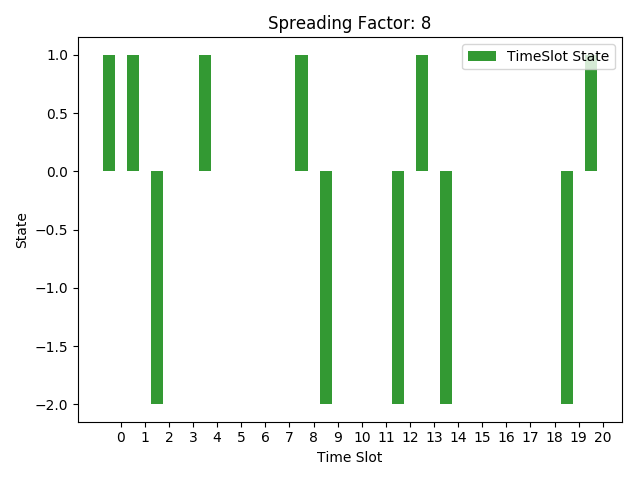 Spreading Factor: 8
TimeSlot State
1.0
0.5
0.0
−0.5
−1.0
−1.5
−2.0
State
0 1 2 3 4 5 6 7 8 9 10 11 12 13 14 15 16 17 18 19 20
Time Slot